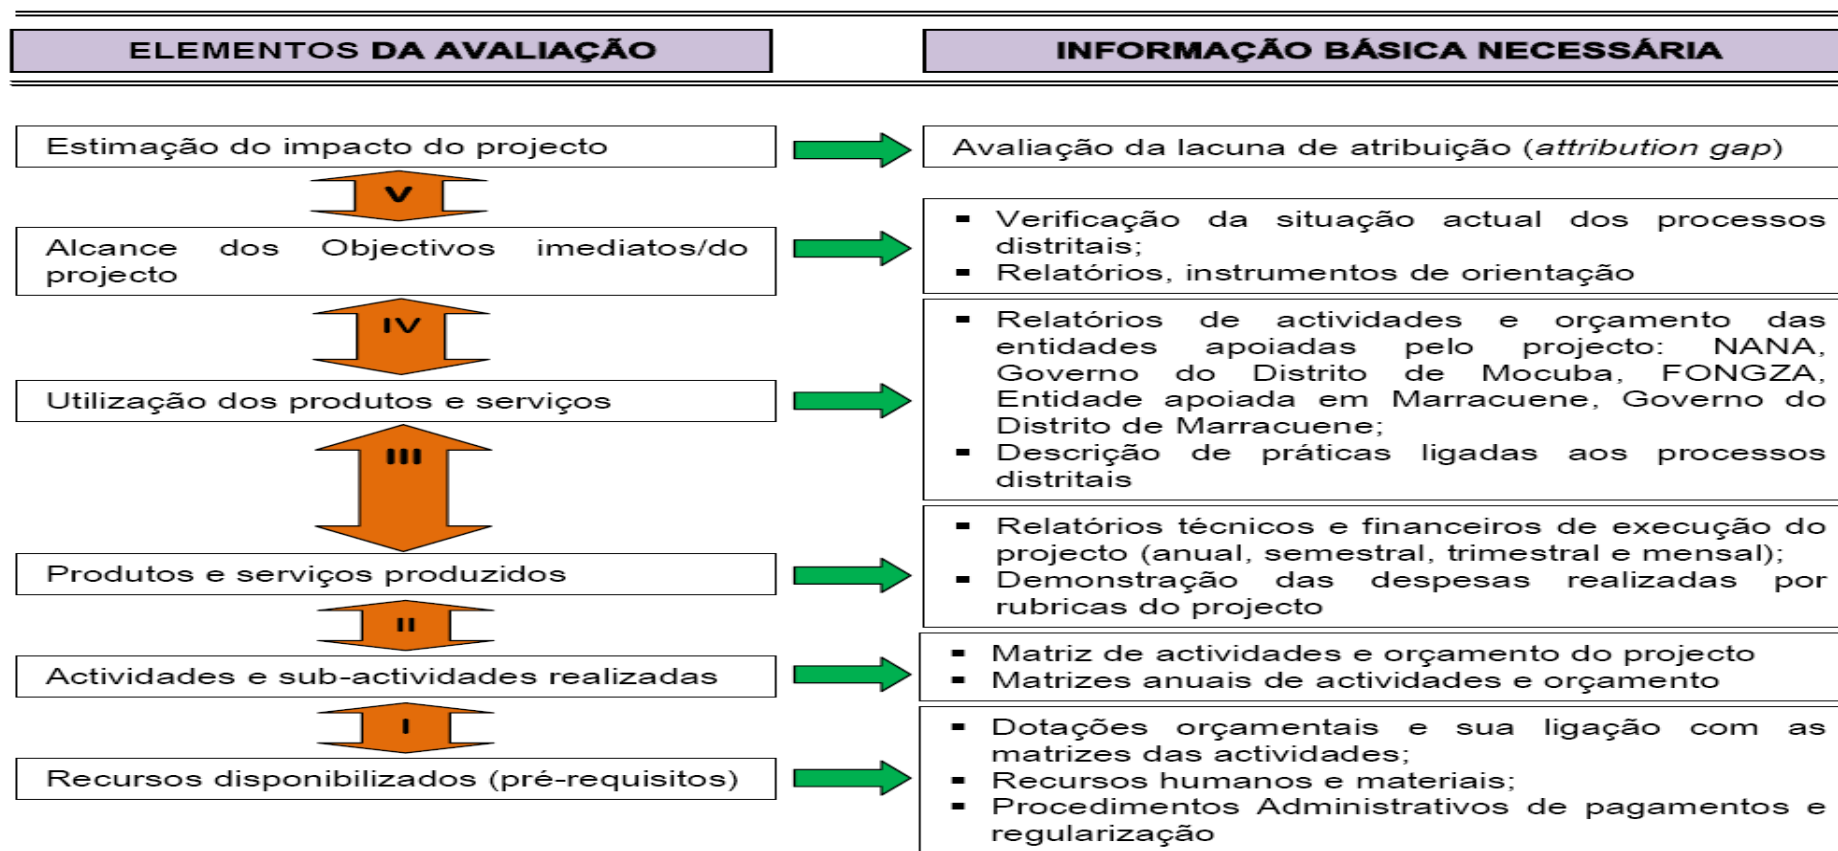 ELEMENTOS DA AVALIAÇÃO
INFORMAÇÃO BÁSICA NECESSÁRIA
Estimação do impacto do projecto
Avaliação da lacuna de atribuição (attribution gap)
V
Alcance dos Objectivos imediatos/do
projecto
▪ Verificação da situação actual dos processos
distritais;
▪ Relatórios, instrumentos de orientação
IV
Utilização dos produtos e serviços
▪ Relatórios de actividades e orçamento das
entidades apoiadas pelo projecto: NANA,
Governo do Distrito de Mocuba, FONGZA,
Entidade apoiada em Marracuene, Governo do
Distrito de Marracuene;
▪ Descrição de práticas ligadas aos processos
distritais
III
Produtos e serviços produzidos
▪ Relatórios técnicos e financeiros de execução do
projecto (anual, semestral, trimestral e mensal);
▪ Demonstração das despesas realizadas por
rubricas do projecto
II
Actividades e sub-actividades realizadas
▪ Matriz de actividades e orçamento do projecto
▪ Matrizes anuais de actividades e orçamento
I
Recursos disponibilizados (pré-requisitos)
▪ Dotações orçamentais e sua ligação com as
matrizes das actividades;
▪ Recursos humanos e materiais;
▪ Procedimentos Administrativos de pagamentos e
regularização